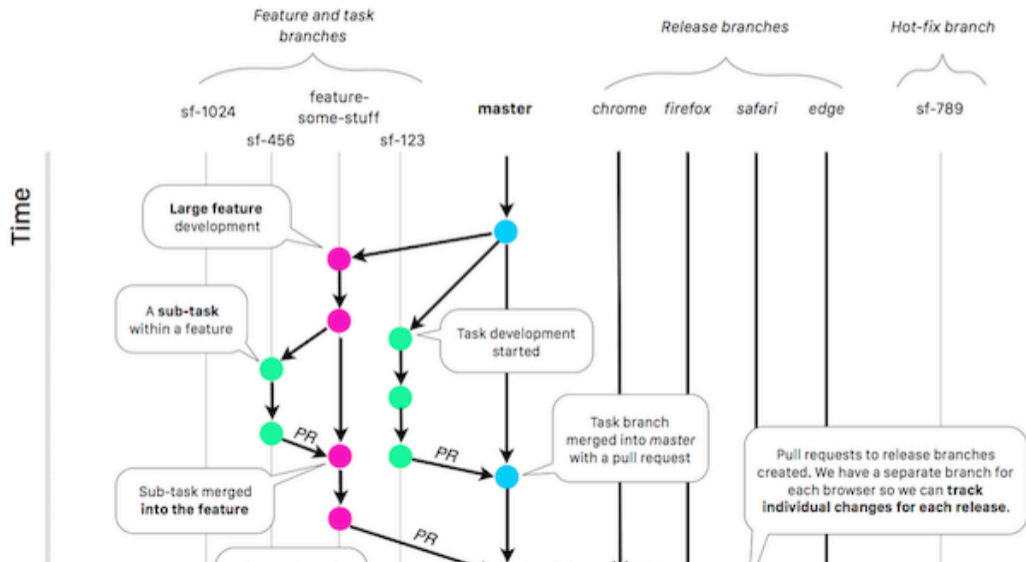 Feature and task
branches
Release branches
Hot-fix branch
sf-1024
feature-
some-stuff
sf-456
sf-123
master
chrome
firefox
safari
edge
sf-789
Time
Large feature
development
A sub-task
within a feature
Task development
started
Task branch
merged into master
with a pull request
PR
PR
Pull requests to release branches
created. We have a separate branch for
each browser so we can track
individual changes for each release.
Sub-task merged
into the feature
PR